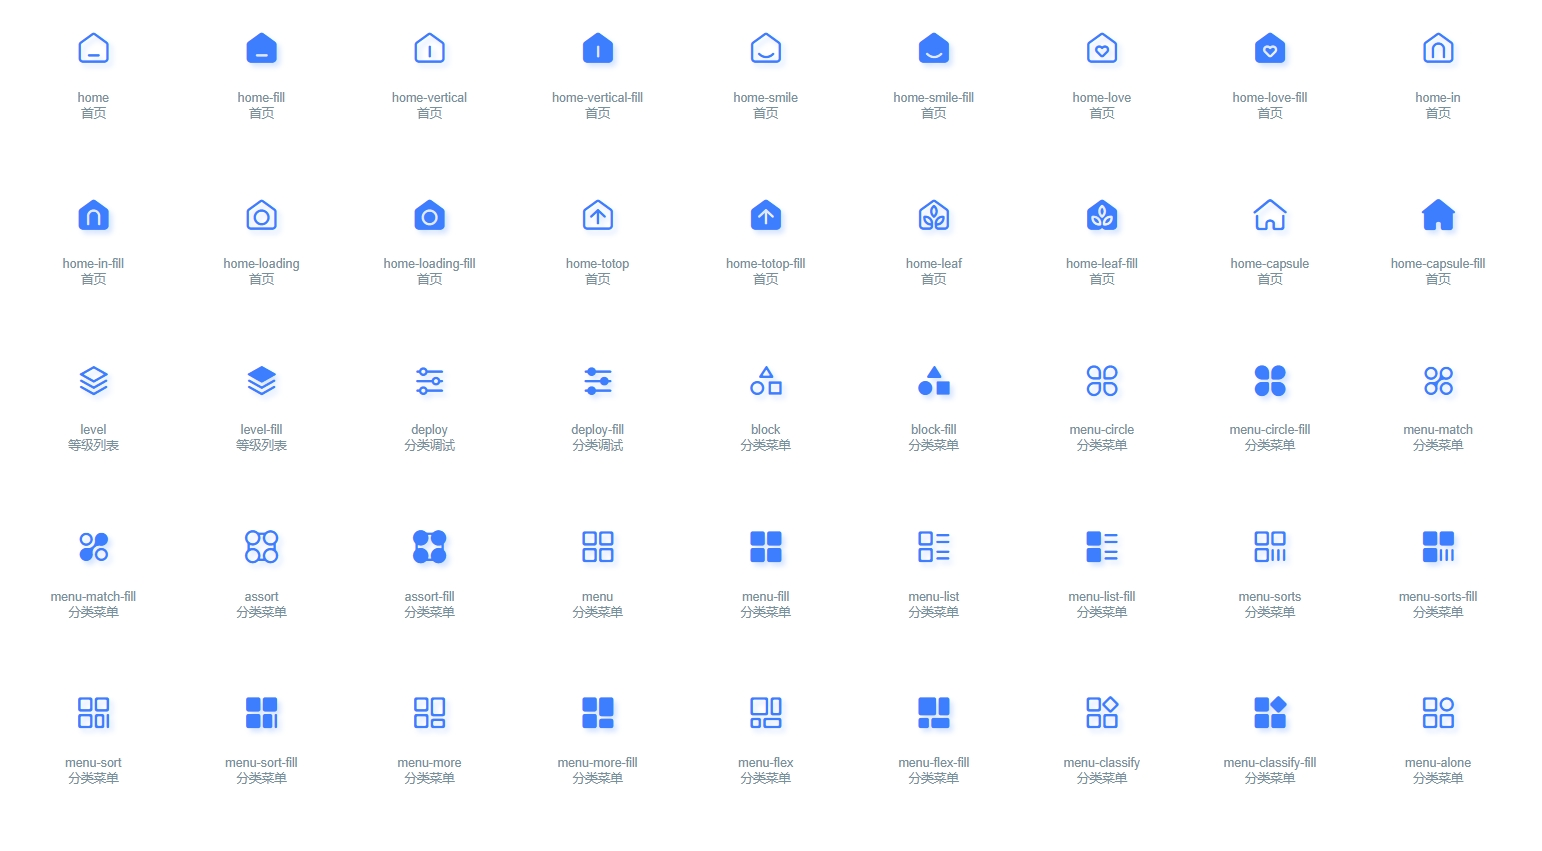 home
首页
home-fill
首页
home-vertical
首页
home-vertical-fill
首页
home-smile
首页
home-smile-fill
首页
home-love
首页
home-love-fill
首页
home-in
首页
home-in-fill
首页
home-loading
首页
home-loading-fill
首页
home-totop
首页
home-totop-fill
首页
home-leaf
首页
home-leaf-fill
首页
home-capsule
首页
home-capsule-fill
首页
level
等级列表
level-fill
等级列表
deploy
分类调试
deploy-fill
分类调试
block
分类菜单
block-fill
分类菜单
menu-circle
分类菜单
menu-circle-fill
分类菜单
menu-match
分类菜单
menu-match-fill
分类菜单
assort
分类菜单
assort-fill
分类菜单
menu
分类菜单
menu-fill
分类菜单
menu-list
分类菜单
menu-list-fill
分类菜单
menu-sorts
分类菜单
menu-sorts-fill
分类菜单
menu-sort
分类菜单
menu-sort-fill
分类菜单
menu-more
分类菜单
menu-more-fill
分类菜单
menu-flex
分类菜单
menu-flex-fill
分类菜单
menu-classify
分类菜单
menu-classify-fill
分类菜单
menu-alone
分类菜单